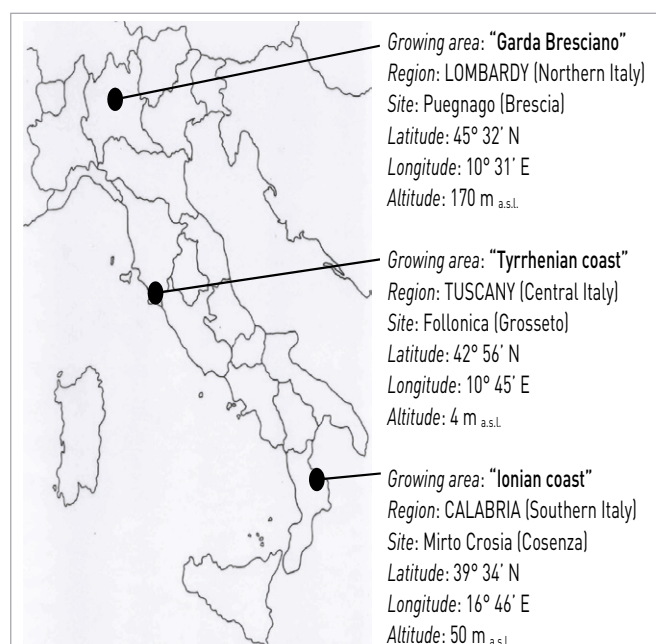 Growing area: “Garda Bresciano”
Region: LOMBARDY (Northern Italy)
Site: Puegnago (Brescia)
Latitude: 45° 32’ N
Longitude: 10° 31’ E
Altitude: 170 m a.s.l.
Growing area: “Tyrrhenian coast”
Region: TUSCANY (Central Italy)
Site: Follonica (Grosseto)
Latitude: 42° 56’ N
Longitude: 10° 45’ E
Altitude: 4 m a.s.l.
Growing area: “Ionian coast”
Region: CALABRIA (Southern Italy)
Site: Mirto Crosia (Cosenza)
Latitude: 39° 34’ N
Longitude: 16° 46’ E
Altitude: 50 m a.s.l.